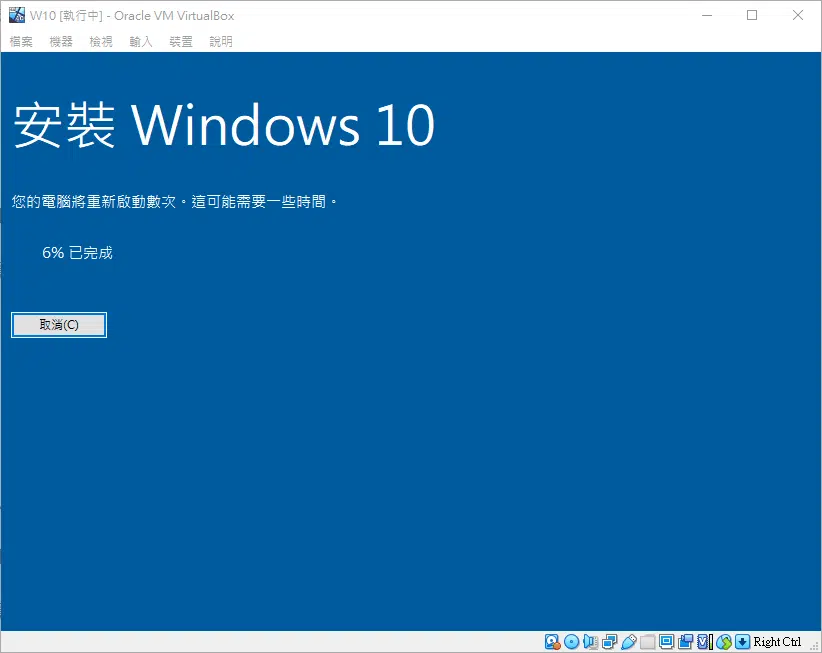 W10 [執行中] - Oracle VM VirtualBox
檔案 機器 檢視 輸入 裝置 說明
安裝 Windows 10
您的電腦將重新啟動數次。這可能需要一些時間。
6% 已完成
取消(C)
Right Ctrl